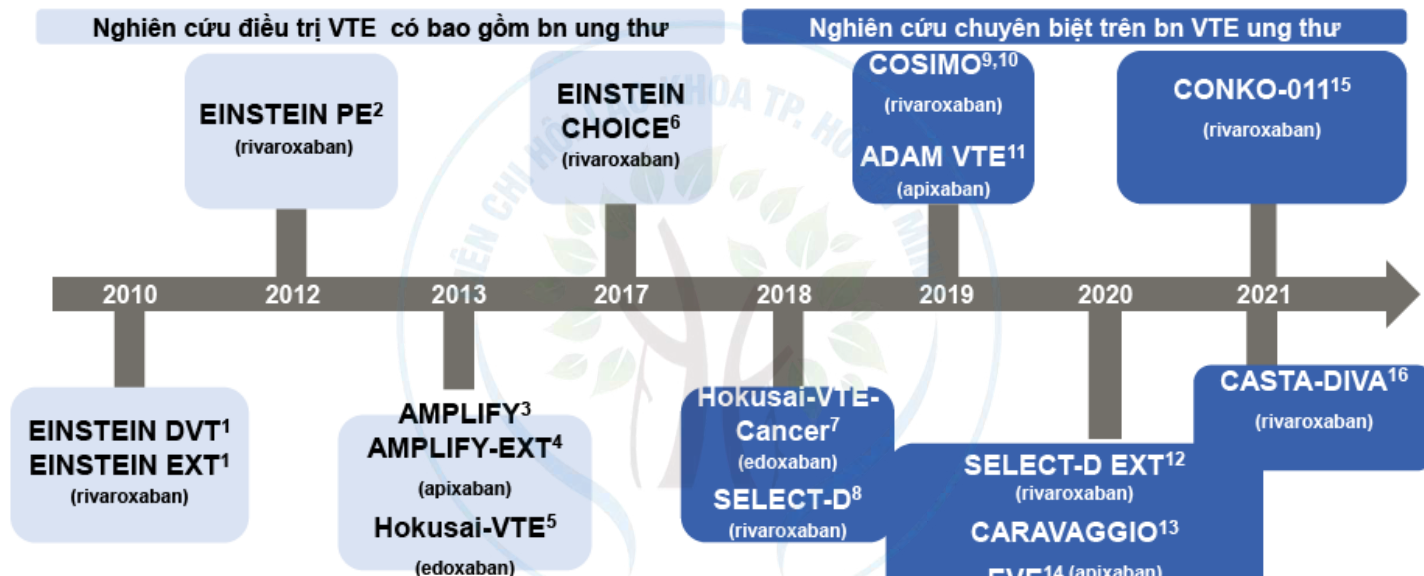 Nghiên cứu điều trị VTE có bao gồm bn ung thư
Nghiên cứu chuyên biệt trên bn VTE ung thư
EINSTEIN PE²
(rivaroxaban)
EINSTEIN
CHOICE⁶
(rivaroxaban)
COSIMO⁹,¹⁰
(rivaroxaban)
ADAM VTE¹¹
(apixaban)
CONKO-011¹⁵
(rivaroxaban)
2010 2012 2013 2017 2018 2019 2020 2021
EINSTEIN DVT¹
EINSTEIN EXT¹
(rivaroxaban)
AMPLIFY³
AMPLIFY-EXT⁴
(apixaban)
Hokusai-VTE⁵
(edoxaban)
Hokusai-VTE-
Cancer⁷
(edoxaban)
SELECT-D⁸
(rivaroxaban)
SELECT-D EXT¹²
(rivaroxaban)
CARAVAGGIO¹³
EVE¹⁴ (apixaban)
CASTA-DIVA¹⁶
(rivaroxaban)